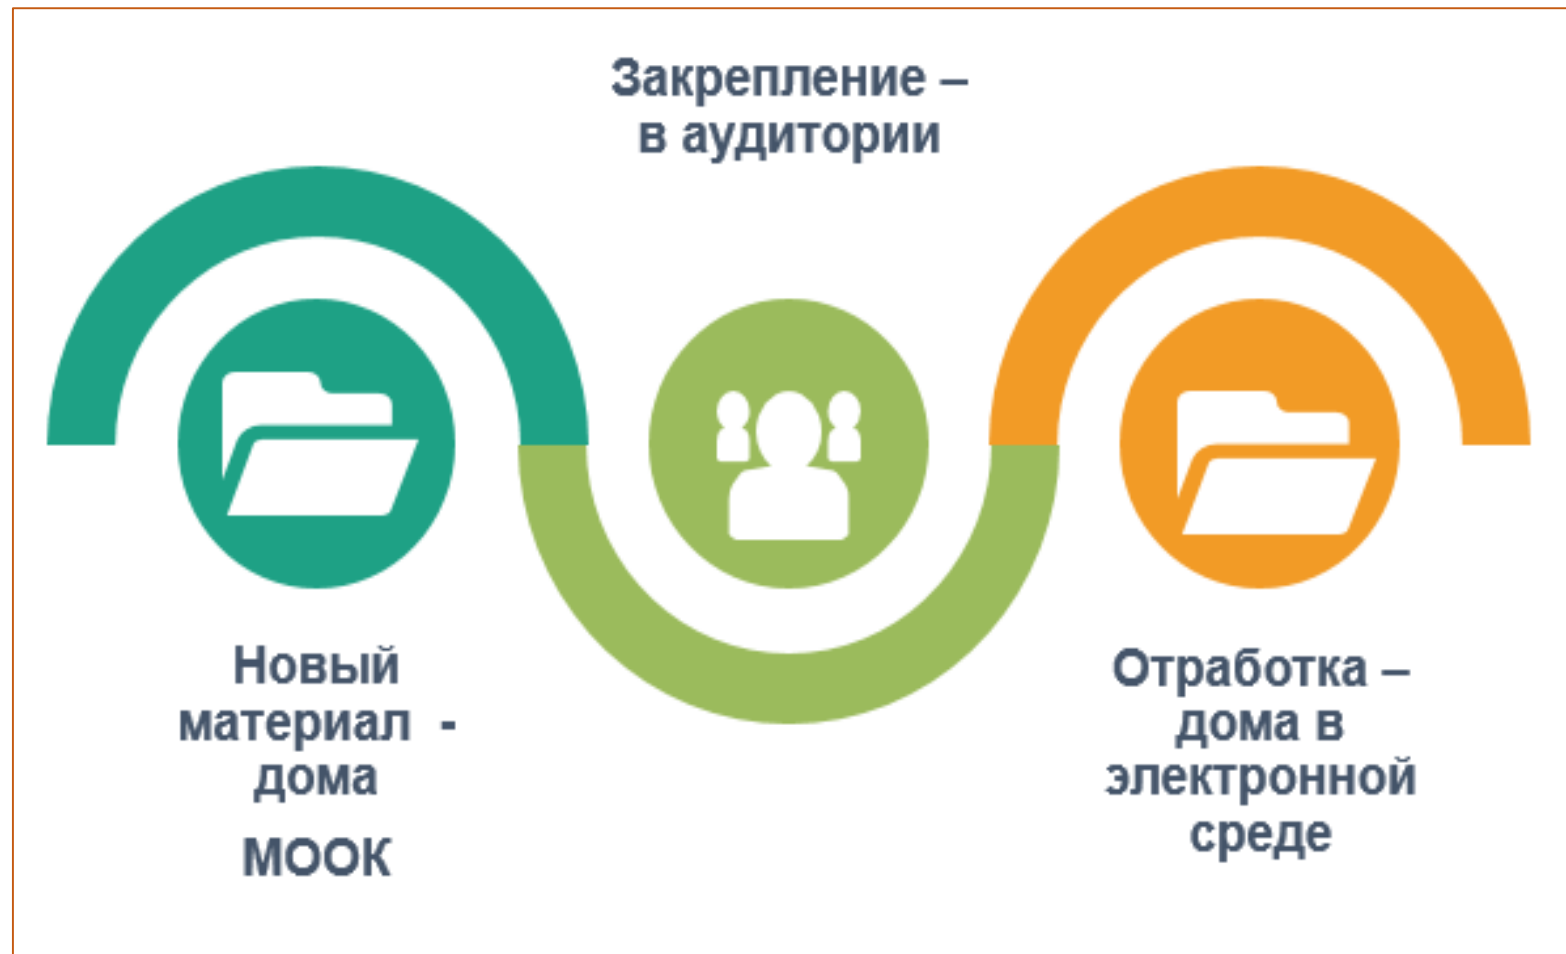 Закрепление –
в аудитории
Новый
материал  -
дома
МООК
Отработка –
дома в
электронной
среде